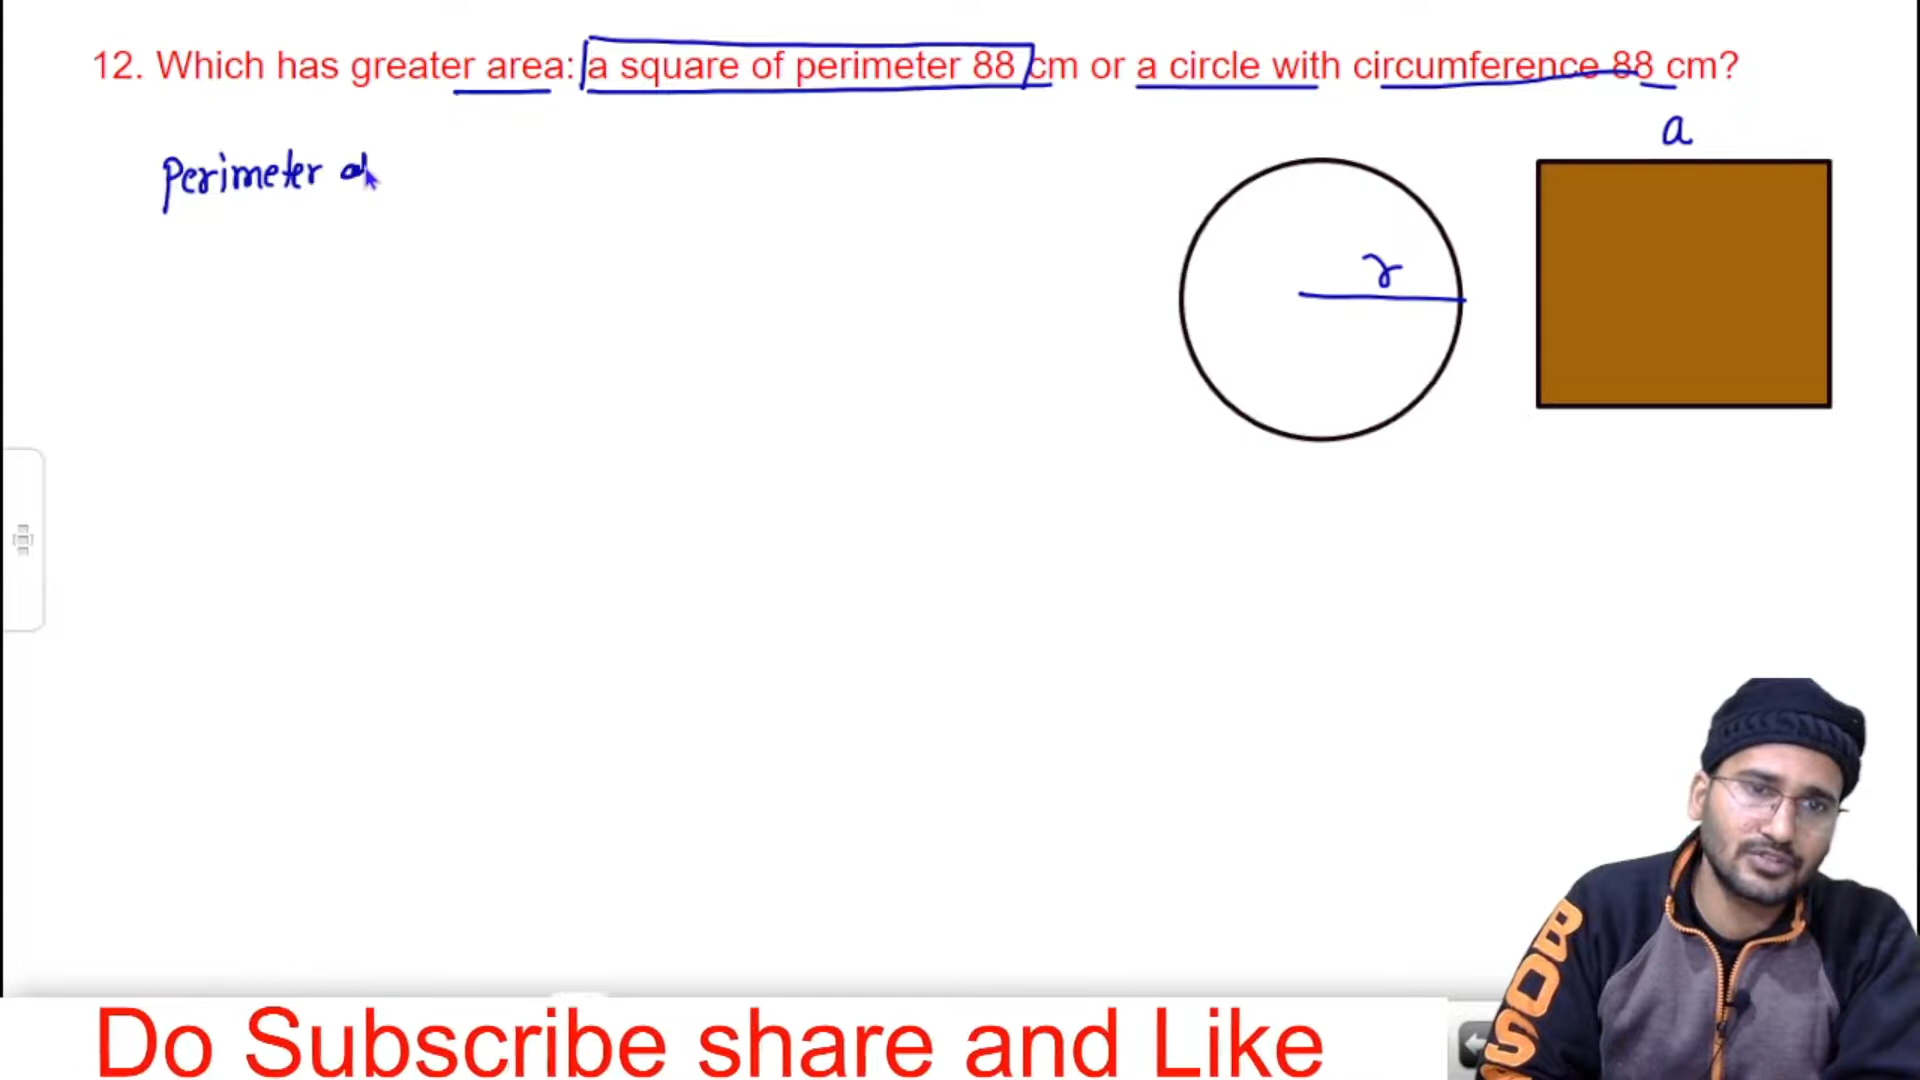 12. Which has greater area: a square of perimeter 88 cm or a circle with circumference 88 cm?
a
Perimeter of
r
BOSS
Do Subscribe share and Like